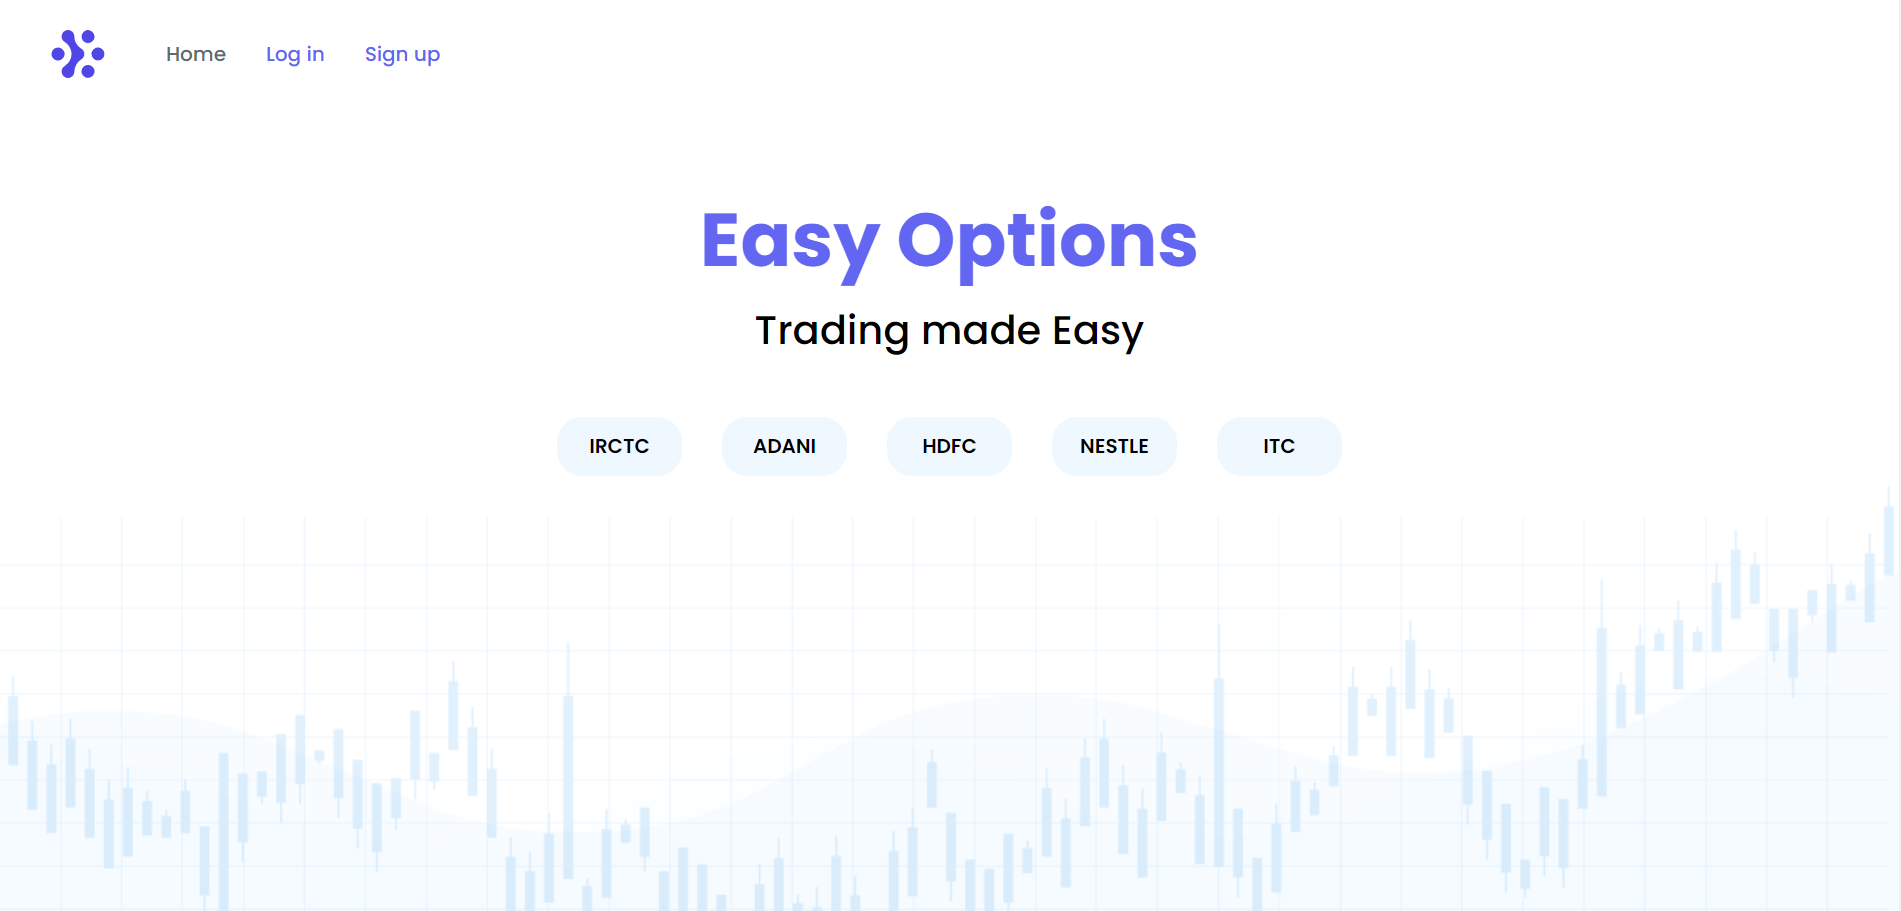 Home Log in Sign up
Easy Options
Trading made Easy
IRCTC ADANI HDFC NESTLE ITC